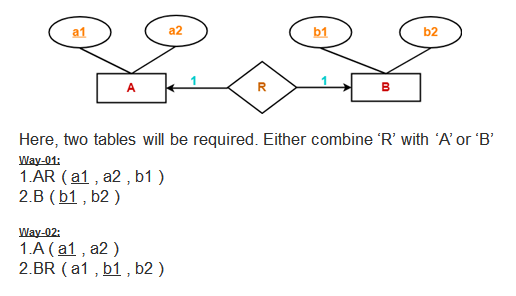 a1
a2
b1
b2
A
1
R
1
B
Here, two tables will be required. Either combine ‘R’ with ‘A’ or ‘B’
Way-01:
1.AR ( a1 , a2 , b1 )
2.B ( b1 , b2 )
Way-02:
1.A ( a1 , a2 )
2.BR ( a1 , b1 , b2 )